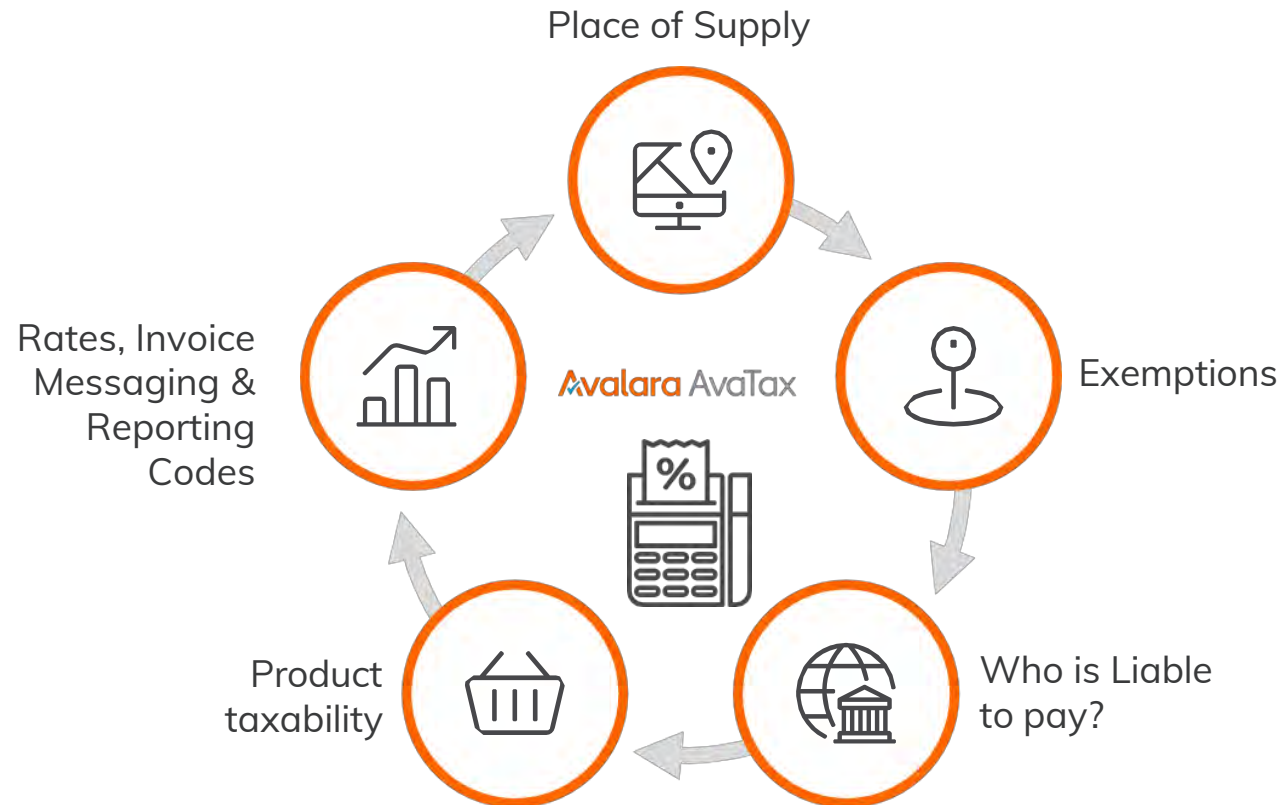 Place of Supply
Rates, Invoice
Messaging &
Reporting
Codes
Avalara AvaTax
Exemptions
%
Product
taxability
Who is Liable
to pay?